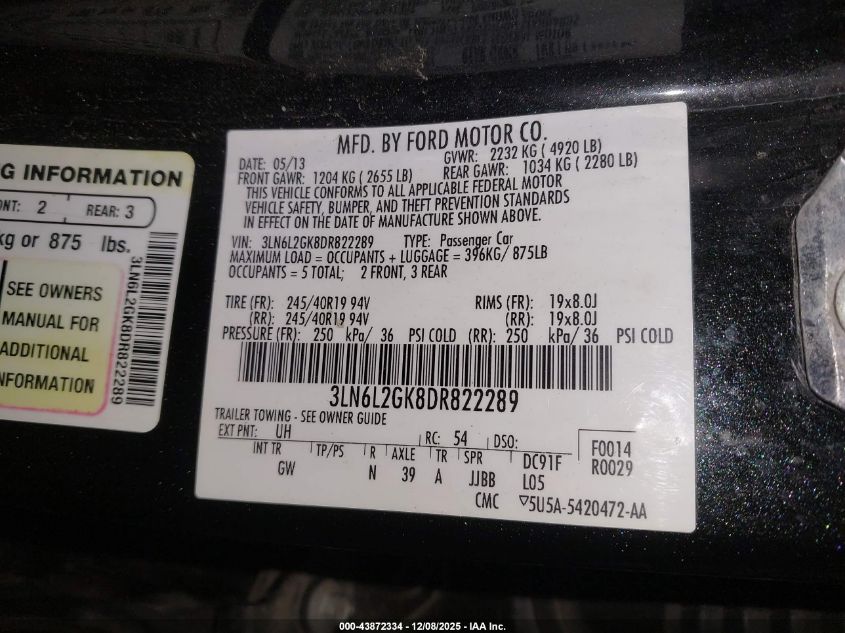 G INFORMATION
NT: 2 REAR: 3
kg or 875 lbs.
SEE OWNERS
MANUAL FOR
ADDITIONAL
INFORMATION
3LN6L2GK8DR822289
MFD. BY FORD MOTOR CO.
DATE: 05/13 GVWR: 2232 KG ( 4920 LB)
FRONT GAWR: 1204 KG ( 2655 LB) REAR GAWR: 1034 KG ( 2280 LB)
THIS VEHICLE CONFORMS TO ALL APPLICABLE FEDERAL MOTOR
VEHICLE SAFETY, BUMPER, AND THEFT PREVENTION STANDARDS
IN EFFECT ON THE DATE OF MANUFACTURE SHOWN ABOVE.
VIN: 3LN6L2GK8DR822289 TYPE: Passenger Car
MAXIMUM LOAD = OCCUPANTS + LUGGAGE = 396KG/ 875LB
OCCUPANTS = 5 TOTAL; 2 FRONT, 3 REAR
TIRE (FR): 245/40R19 94V RIMS (FR): 19x8.0J
(RR): 245/40R19 94V (RR): 19x8.0J
PRESSURE (FR): 250 kPa/ 36 PSI COLD (RR): 250 kPa/ 36 PSI COLD
3LN6L2GK8DR822289
TRAILER TOWING - SEE OWNER GUIDE
EXT PNT: UH RC: 54 DSO: F0014
INT TR TP/PS R AXLE TR SPR DC91F R0029
GW N 39 A JJBB L05
CMC ▽5U5A-5420472-AA
000-43872334 - 12/08/2025 - IAA Inc.